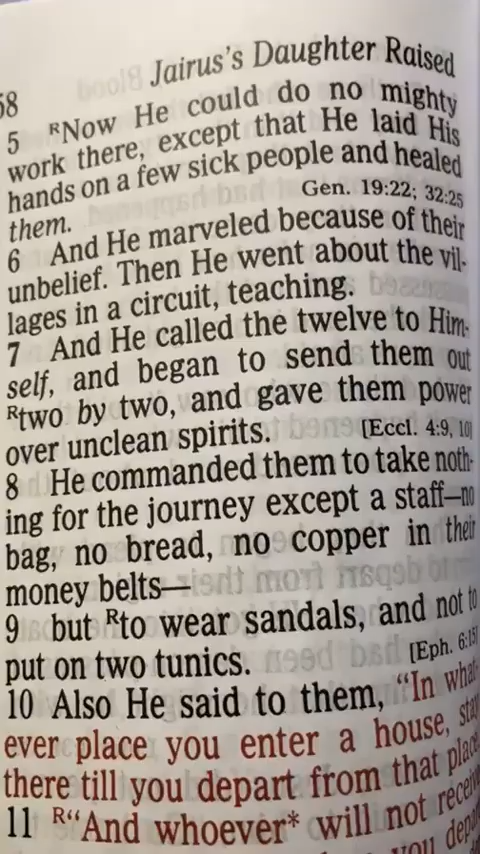 58
Jairus's Daughter Raised
5 RNow He could do no mighty
work there, except that He laid His
hands on a few sick people and healed
them. Gen. 19:22; 32:25
6 And He marveled because of their
unbelief. Then He went about the vil-
lages in a circuit, teaching.
7 And He called the twelve to Him-
self, and began to send them out
Rtwo by two, and gave them power
over unclean spirits. [Eccl. 4:9, 10]
8 He commanded them to take noth-
ing for the journey except a staff—no
bag, no bread, no copper in their
money belts—
9 but Rto wear sandals, and not to
put on two tunics. [Eph. 6:15]
10 Also He said to them, “In what-
ever place you enter a house, stay
there till you depart from that place.
11 R“And whoever* will not receive
you